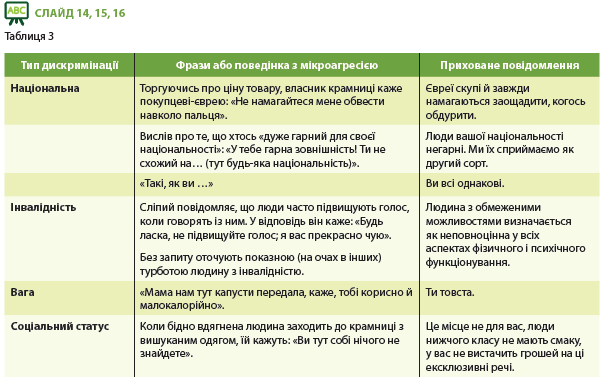 ABC СЛАЙД 14, 15, 16
Таблиця 3
Тип дискримінації Фрази або поведінка з мікроагресією Приховане повідомлення
Національна Торгуючись про ціну товару, власник крамниці каже Євреї скупі й завжди
покупцеві-єврею: «Не намагайтеся мене обвести намагаються заощадити, когось
навколо пальця». обдурити.
Вислів про те, що хтось «дуже гарний для своєї Люди вашої національності
національності»: «У тебе гарна зовнішність! Ти не негарні. Ми їх сприймаємо як
схожий на… (тут будь-яка національність)». другий сорт.
«Такі, як ви …» Ви всі однакові.
Інвалідність Сліпий повідомляє, що люди часто підвищують голос, Людина з обмеженими
коли говорять із ним. У відповідь він каже: «Будь можливостями визначається
ласка, не підвищуйте голос; я вас прекрасно чую». як неповноцінна у всіх
аспектах фізичного і психічного
Без запиту оточують показною (на очах в інших) функціонування.
турботою людину з інвалідністю.
Вага «Мама нам тут капусти передала, каже, тобі корисно й Ти товста.
малокалорійно».
Соціальний статус Коли бідно вдягнена людина заходить до крамниці з Це місце не для вас, люди
вишуканим одягом, їй кажуть: «Ви тут собі нічого не нижчого класу не мають смаку,
знайдете». у вас не вистачить грошей на ці
ексклюзивні речі.